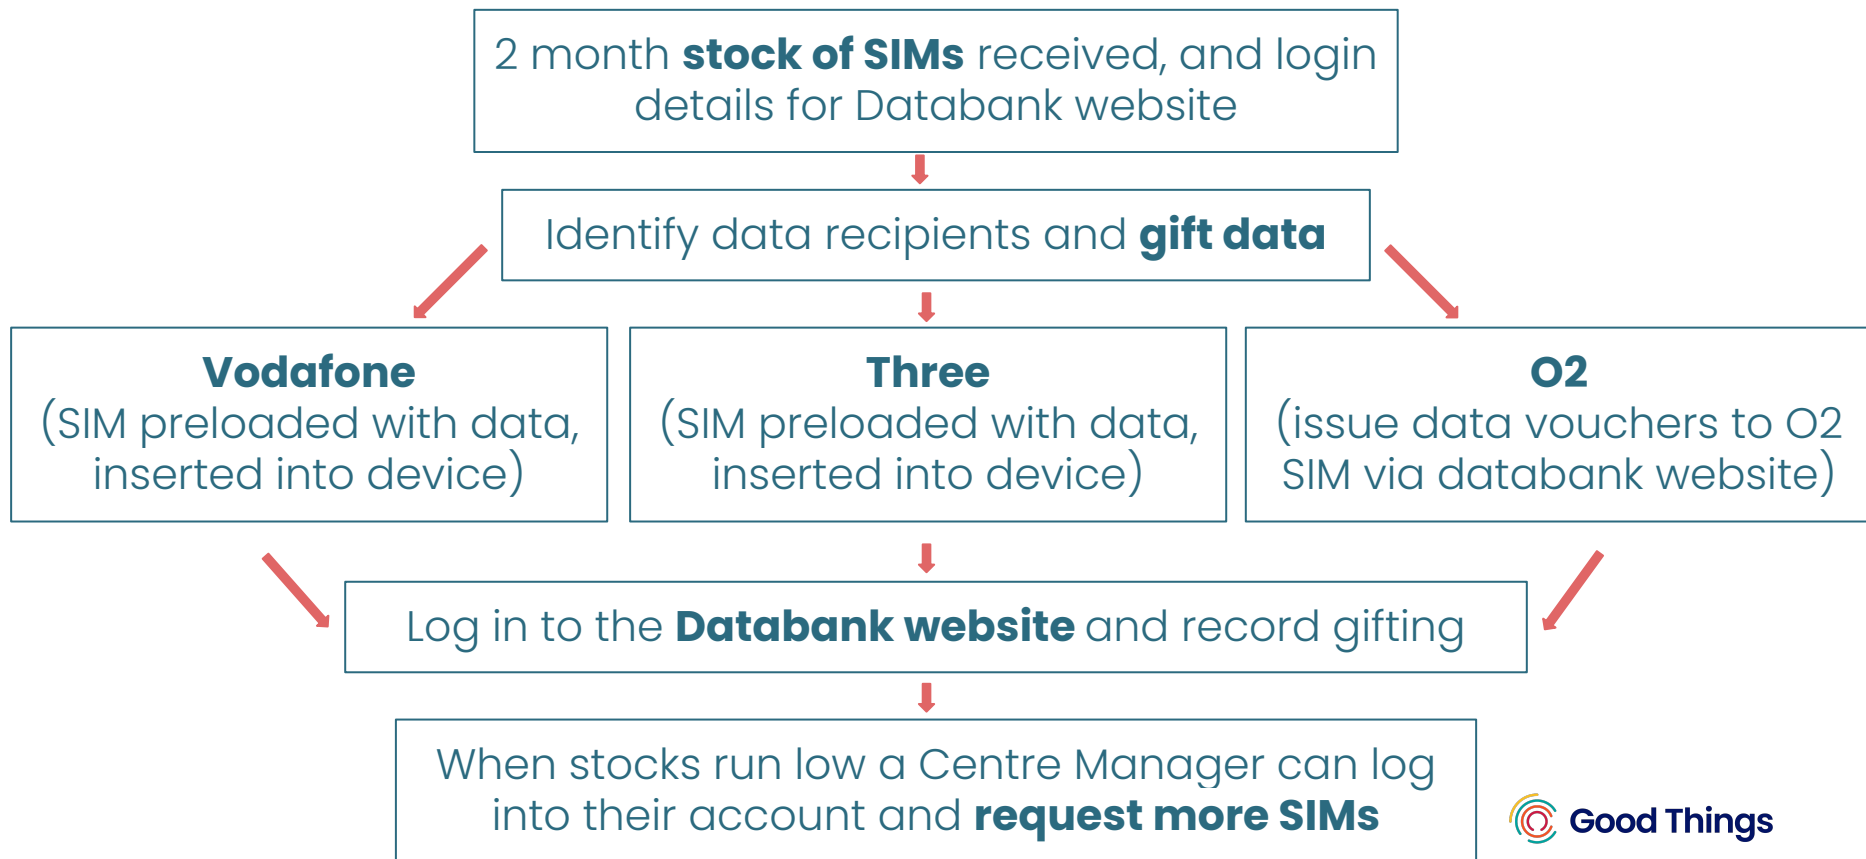 2 month stock of SIMs received, and login
details for Databank website
Identify data recipients and gift data
Vodafone
(SIM preloaded with data,
inserted into device)
Three
(SIM preloaded with data,
inserted into device)
O2
(issue data vouchers to O2
SIM via databank website)
Log in to the Databank website and record gifting
When stocks run low a Centre Manager can log
into their account and request more SIMs
Good Things